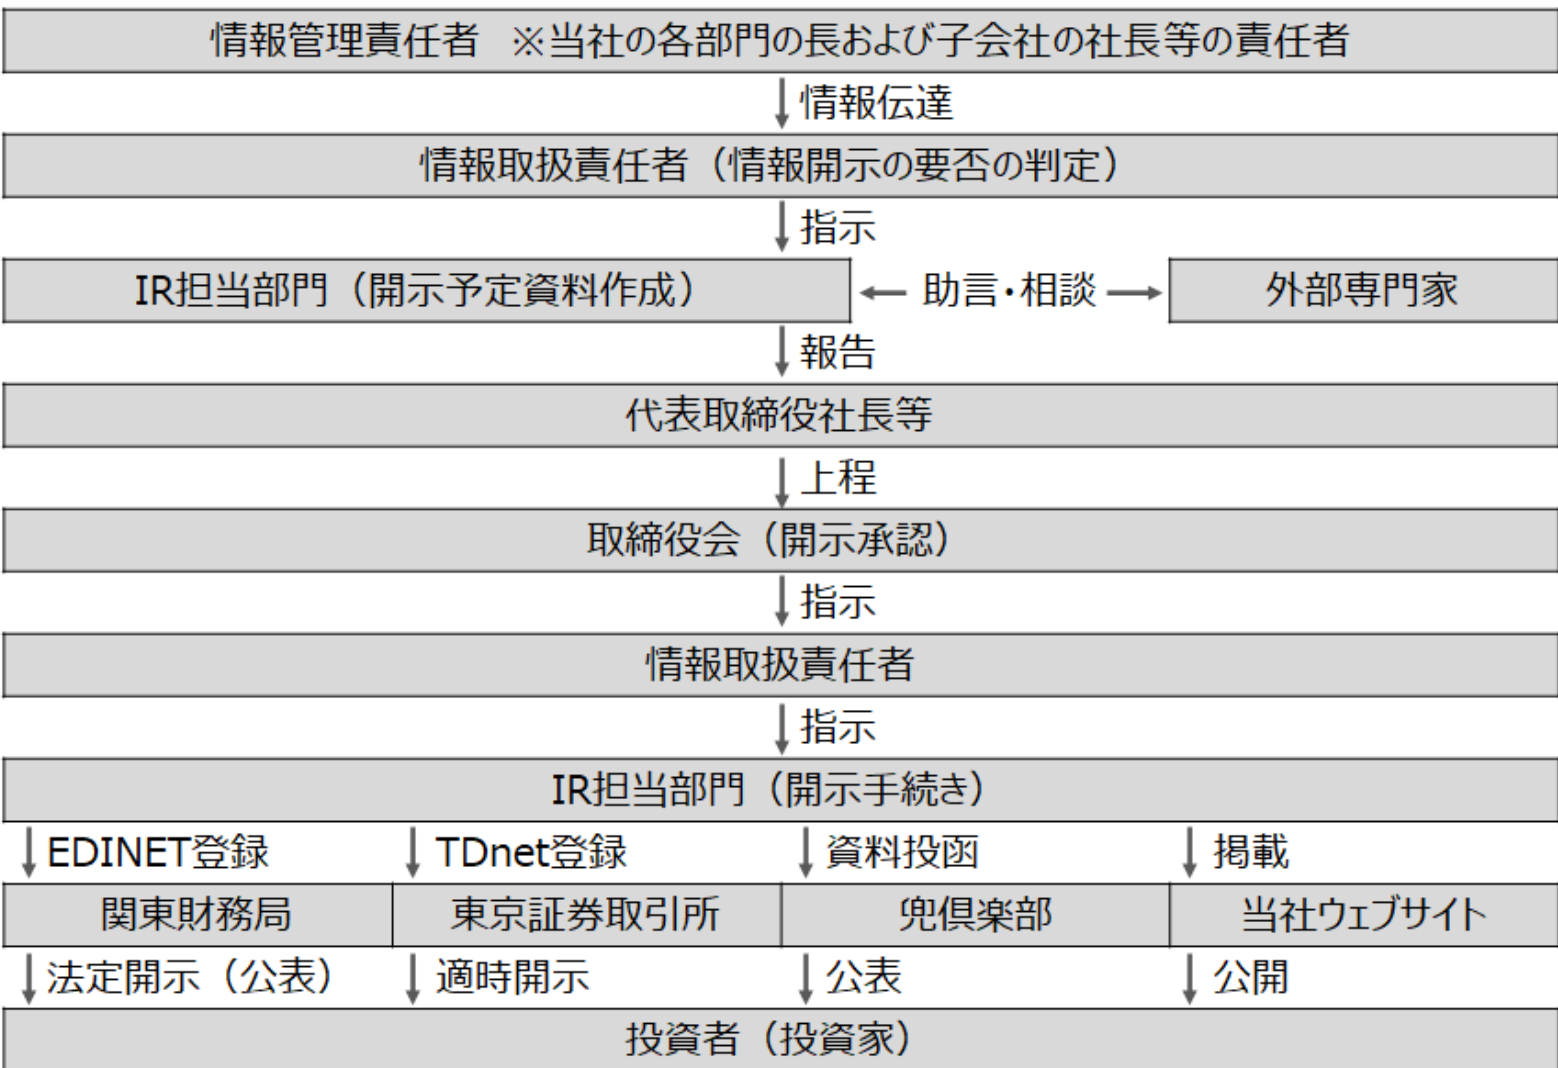 情報管理責任者 ※当社の各部門の長および子会社の社長等の責任者
情報伝達
情報取扱責任者（情報開示の要否の判定）
指示
IR担当部門（開示予定資料作成） 助言・相談 外部専門家
報告
代表取締役社長等
上程
取締役会（開示承認）
指示
情報取扱責任者
指示
IR担当部門（開示手続き）
EDINET登録 TDnet登録 資料投函 掲載
関東財務局 東京証券取引所 兜倶楽部 当社ウェブサイト
法定開示（公表） 適時開示 公表 公開
投資者（投資家）